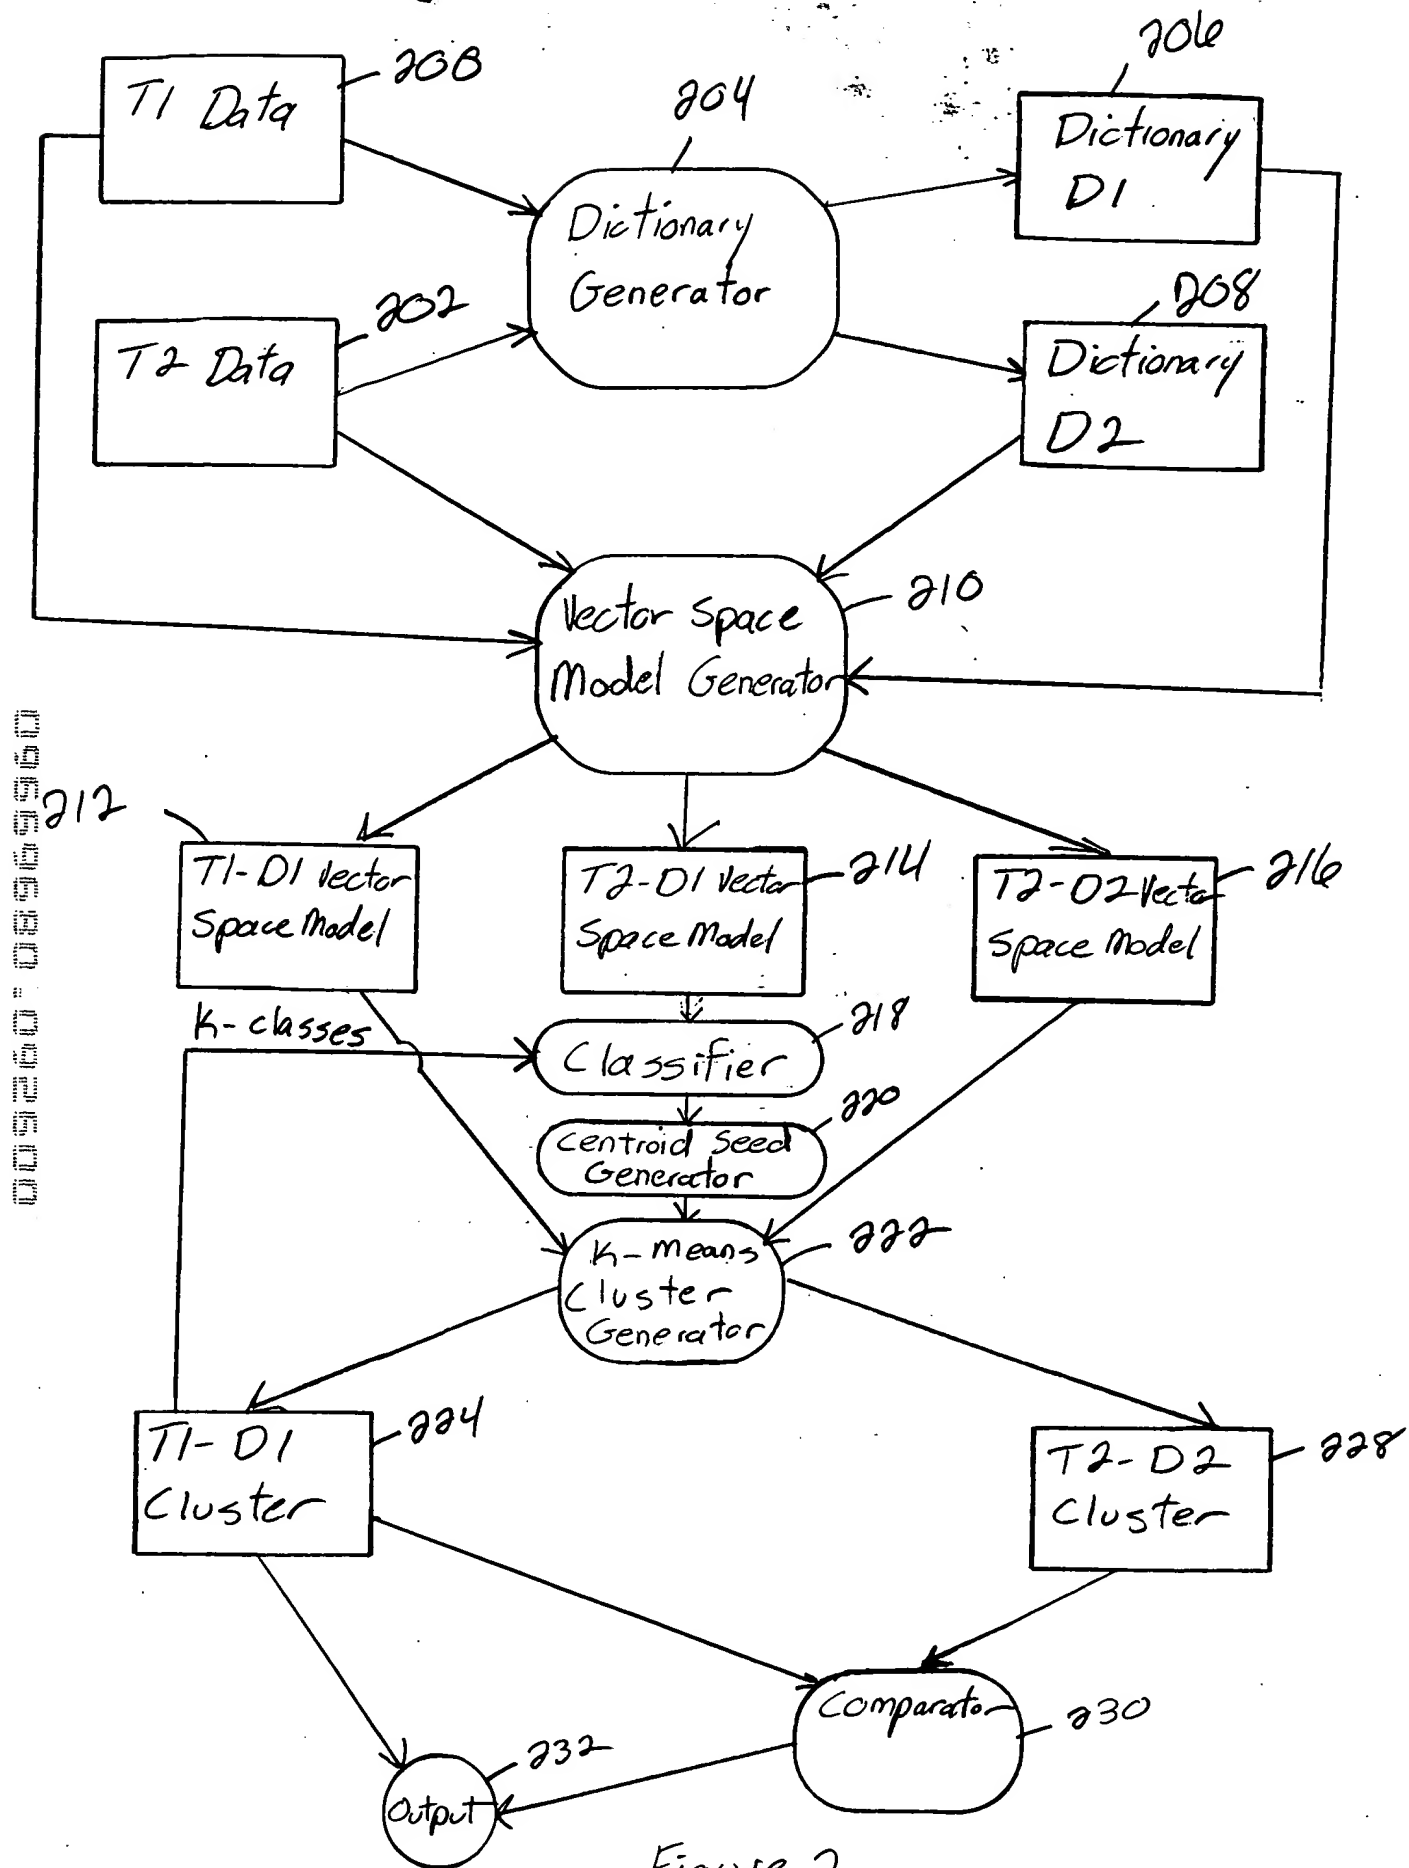 200
T1 Data
204
206
Dictionary
D1
Dictionary
Generator
202
T2 Data
208
Dictionary
D2
210
Vector Space
Model Generator
212
T1-D1 Vector
Space Model
214
T2-D1 Vector
Space Model
216
T2-D2 Vector
Space Model
K-classes
218
Classifier
220
Centroid Seed
Generator
222
K-means
Cluster
Generator
224
T1-D1
Cluster
228
T2-D2
Cluster
Comparator
230
232
Output
Figure 2